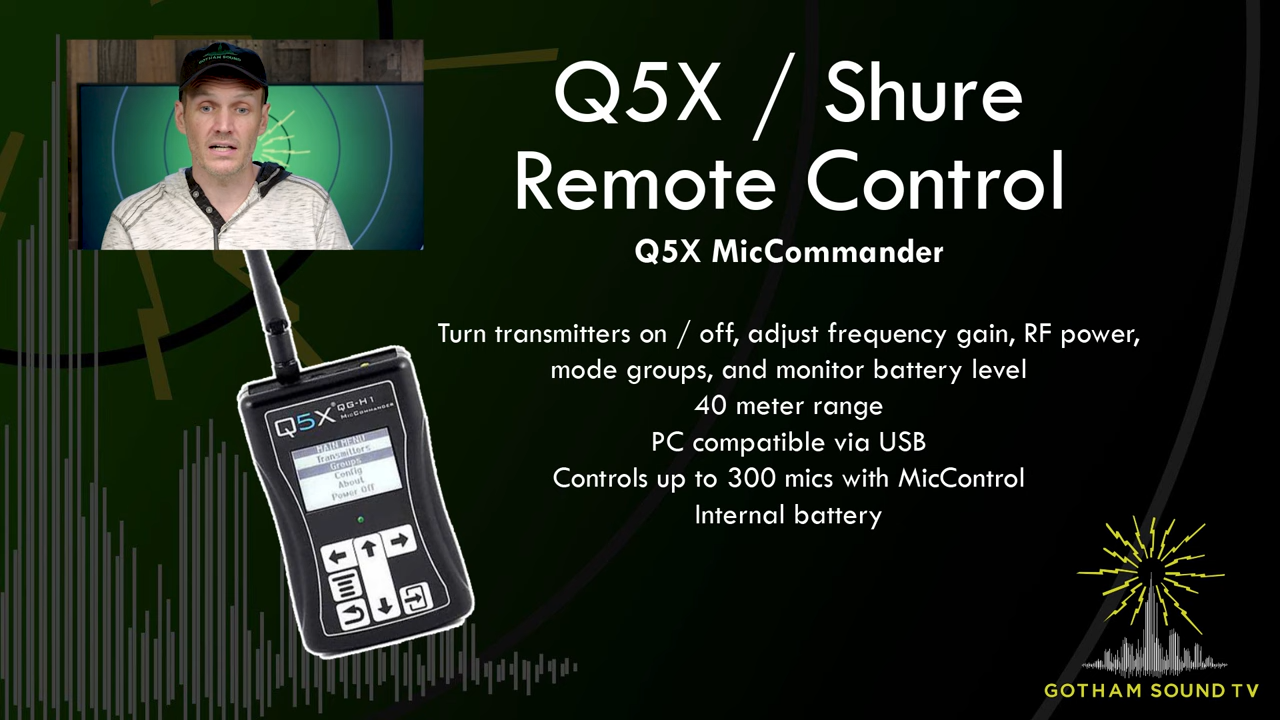 Q5X / Shure
Remote Control
Q5X MicCommander
Turn transmitters on / off, adjust frequency gain, RF power,
mode groups, and monitor battery level
40 meter range
PC compatible via USB
Controls up to 300 mics with MicControl
Internal battery
GOTHAM SOUND
Q5X® QG-H1
MicCommander
MAIN MENU
Transmitters
Groups
Config
About
Power Off
GOTHAM SOUND TV